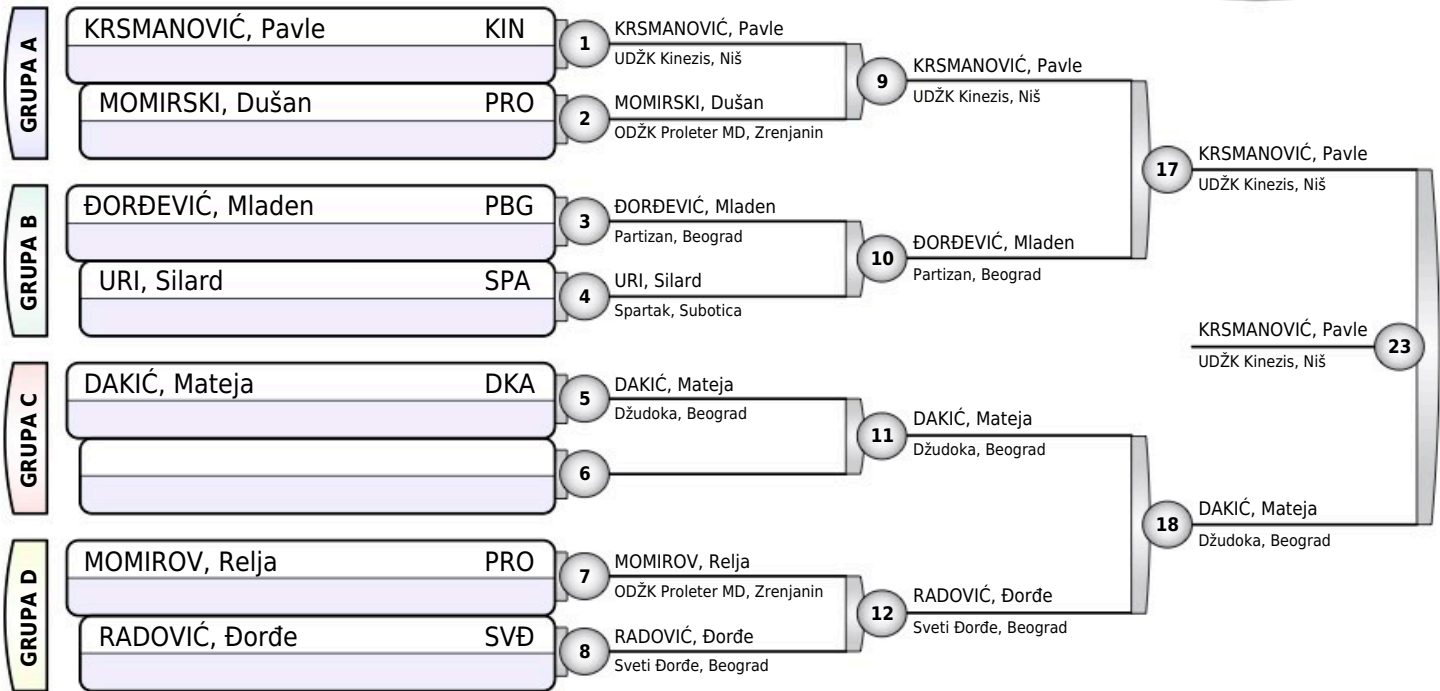 GRUPA A
KRSMANOVIĆ, Pavle KIN
MOMIRSKI, Dušan PRO
GRUPA B
ĐORĐEVIĆ, Mladen PBG
URI, Silard SPA
GRUPA C
DAKIĆ, Mateja DKA
GRUPA D
MOMIROV, Relja PRO
RADOVIĆ, Đorđe SVĐ
1
KRSMANOVIĆ, Pavle
UDŽK Kinezis, Niš
2
MOMIRSKI, Dušan
ODŽK Proleter MD, Zrenjanin
3
ĐORĐEVIĆ, Mladen
Partizan, Beograd
4
URI, Silard
Spartak, Subotica
5
DAKIĆ, Mateja
Džudoka, Beograd
6
7
MOMIROV, Relja
ODŽK Proleter MD, Zrenjanin
8
RADOVIĆ, Đorđe
Sveti Đorđe, Beograd
9
KRSMANOVIĆ, Pavle
UDŽK Kinezis, Niš
10
ĐORĐEVIĆ, Mladen
Partizan, Beograd
11
DAKIĆ, Mateja
Džudoka, Beograd
12
RADOVIĆ, Đorđe
Sveti Đorđe, Beograd
17
KRSMANOVIĆ, Pavle
UDŽK Kinezis, Niš
18
DAKIĆ, Mateja
Džudoka, Beograd
KRSMANOVIĆ, Pavle
UDŽK Kinezis, Niš
23